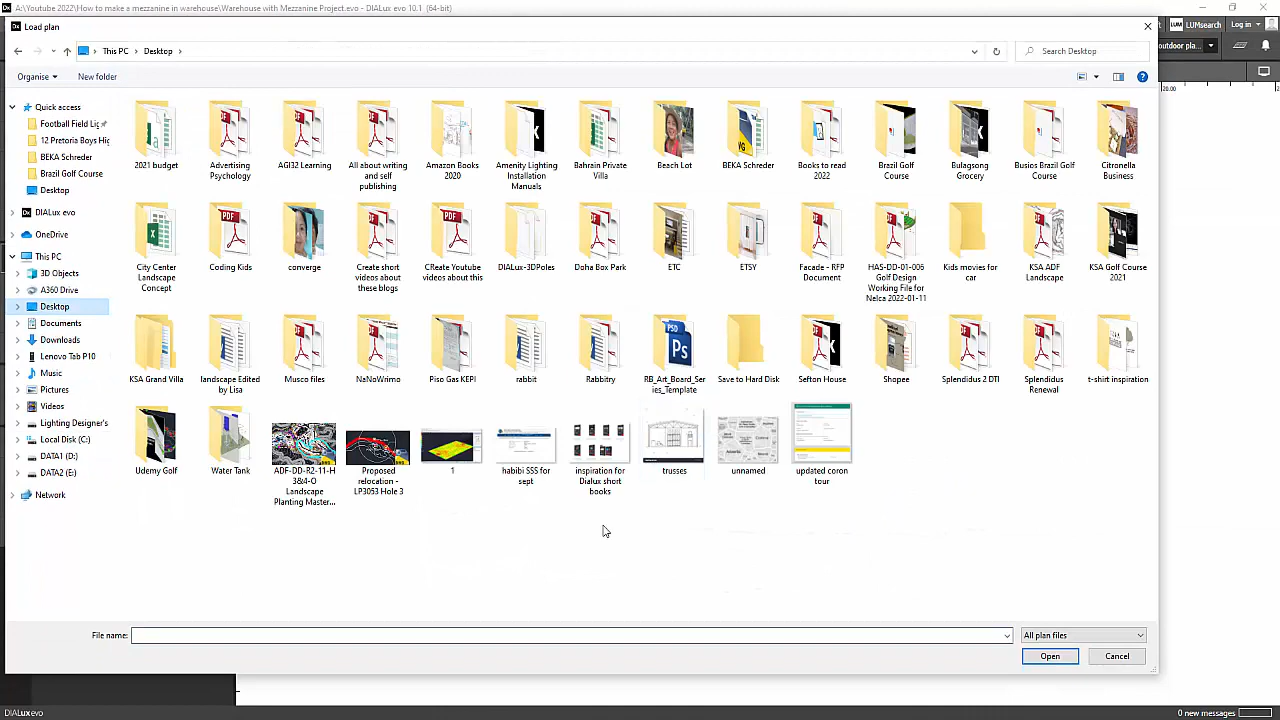 A:\Youtube 2022\How to make a mezzanine in warehouse\Warehouse with Mezzanine Project.evo - DIALux evo 10.1 (64-bit)
Load plan
LUMsearch
Log in
This PC
Desktop
Search Desktop
outdoor pla...
Organise
New folder
Quick access
Football Field Lig
12 Pretoria Boys Hig
BEKA Schreder
Brazil Golf Course
Desktop
DIALux evo
OneDrive
This PC
3D Objects
A360 Drive
Desktop
Documents
Downloads
Lenovo Tab P10
Music
Pictures
Videos
Lighting Designs
Local Disk (C:)
DATA1 (D:)
DATA2 (E:)
Network
2021 budget
Advertising Psychology
AGI32 Learning
All about writing and self publishing
Amazon Books 2020
Amenity Lighting Installation Manuals
Bahrain Private Villa
Beach Lot
BEKA Schreder
Books to read 2022
Brazil Golf Course
Bulagsong Grocery
Busios Brazil Golf Course
Citronella Business
City Center Landscape Concept
Coding Kids
converge
Create short videos about these blogs
CReate Youtube videos about this
DIALux-3DPoles
Doha Box Park
ETC
ETSY
Facade - RFP Document
HAS-DD-01-006 Golf Design Working File for Nelca 2022-01-11
Kids movies for car
KSA ADF Landscape
KSA Golf Course 2021
KSA Grand Villa
landscape Edited by Lisa
Musco files
NaNoWrimo
Piso Gas KEPI
rabbit
Rabbitry
RB_Art_Board_Series_Template
Save to Hard Disk
Sefton House
Shopee
Splendidus 2 DTI
Splendidus Renewal
t-shirt inspiration
Udemy Golf
Water Tank
ADF-DD-R2-11-H3&4-O Landscape Planting Master...
Proposed relocation - LP3053 Hole 3
1
habibi SSS for sept
inspiration for Dialux short books
trusses
unnamed
updated coron tour
File name:
All plan files
Open
Cancel
DIALux evo
0 new messages
20.00